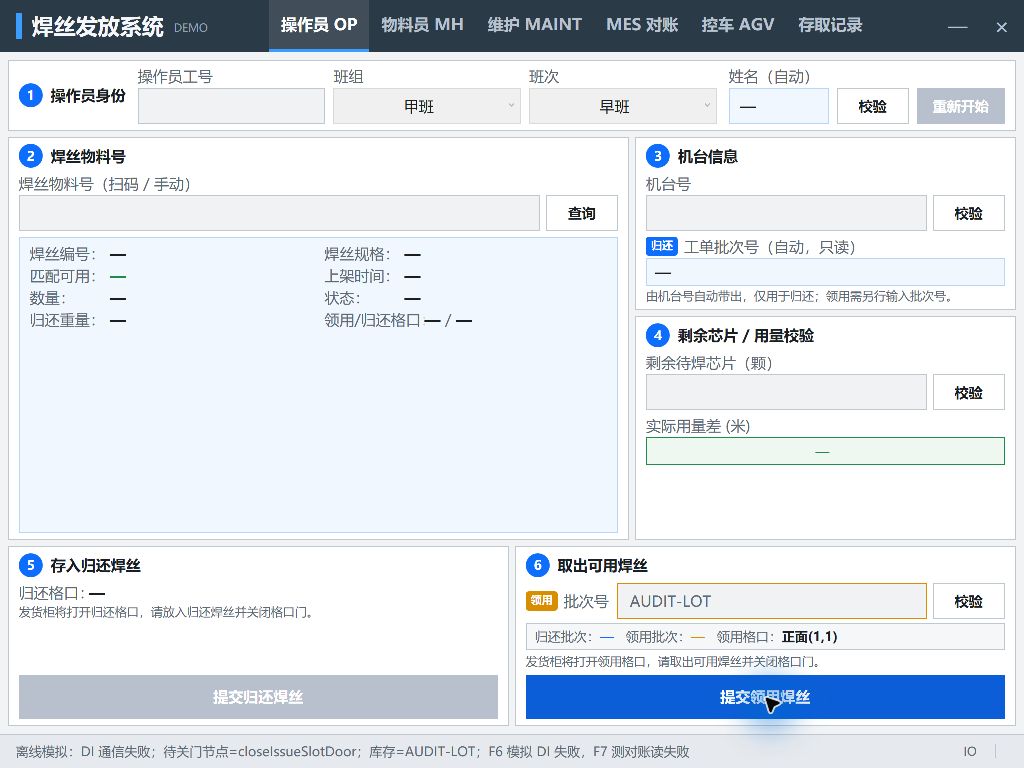 焊丝发放系统 DEMO 操作员 OP 物料员 MH 维护 MAINT MES 对账 控车 AGV 存取记录
操作员工号 班组 班次 姓名（自动）
1 操作员身份 甲班 早班 — 校验 重新开始
2 焊丝物料号
焊丝物料号（扫码 / 手动）
查询
焊丝编号： — 焊丝规格： —
匹配可用： — 上架时间： —
数量： — 状态： —
归还重量： — 领用/归还格口 — / —
3 机台信息
机台号
校验
归还 工单批次号（自动，只读）
—
由机台号自动带出，仅用于归还；领用需另行输入批次号。
4 剩余芯片 / 用量校验
剩余待焊芯片（颗）
校验
实际用量差 (米)
—
5 存入归还焊丝
归还格口：—
发货柜将打开归还格口，请放入归还焊丝并关闭格口门。
提交归还焊丝
6 取出可用焊丝
领用 批次号 AUDIT-LOT 校验
归还批次： — 领用批次： — 领用格口： 正面(1,1)
发货柜将打开领用格口，请取出可用焊丝并关闭格口门。
提交领用焊丝
离线模拟：DI 通信失败；待关门节点=closeIssueSlotDoor；库存=AUDIT-LOT；F6 模拟 DI 失败，F7 测对账读失败 IO